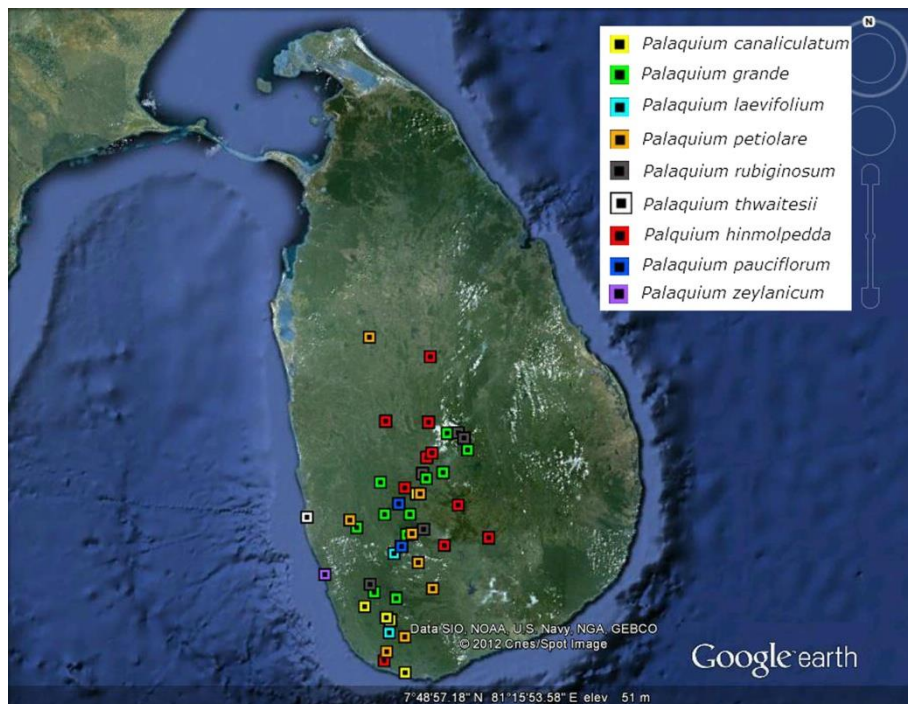 N
Palaquium canaliculatum
Palaquium grande
Palaquium laevifolium
Palaquium petiolare
Palaquium rubiginosum
Palaquium thwaitesii
Palquium hinmolpedda
Palaquium pauciflorum
Palaquium zeylanicum
Data SIO, NOAA, U.S. Navy, NGA, GEBCO
© 2012 Cnes/Spot Image
Google earth
7°48'57.18" N 81°15'53.58" E elev 51 m